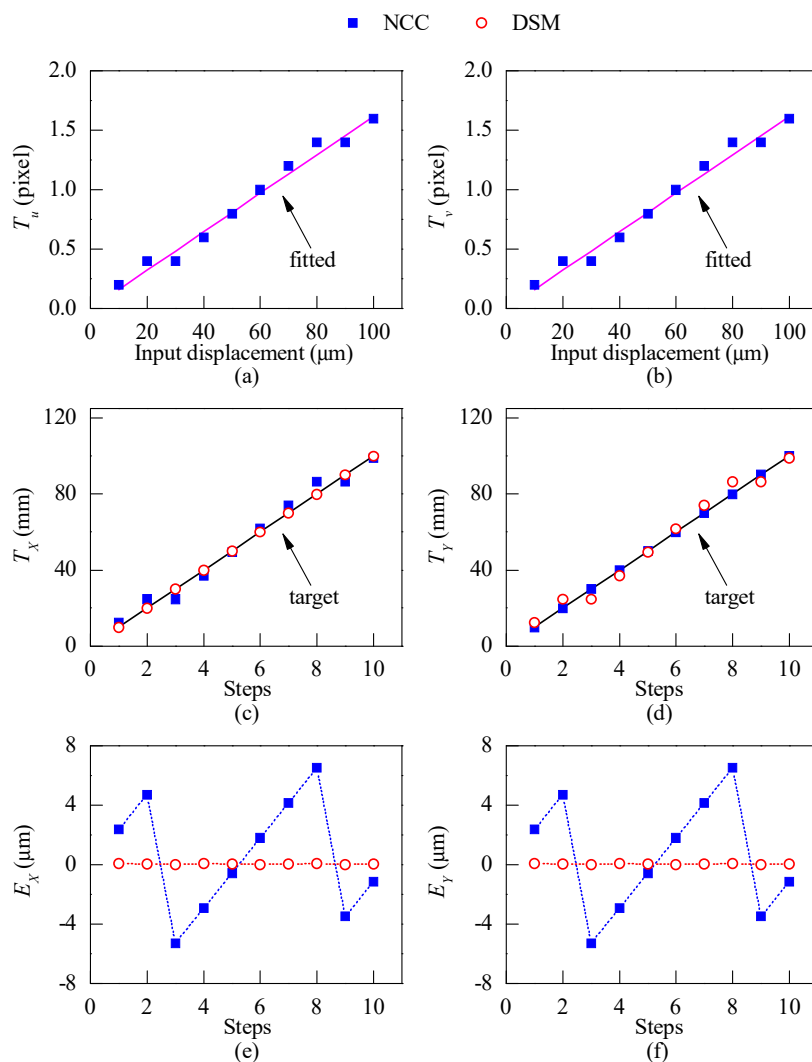 NCC DSM
2.0 2.0
1.5 1.5
1.0 1.0
0.5 0.5
0.0 0.0
T_u (pixel) T_v (pixel)
fitted fitted
0 20 40 60 80 100 0 20 40 60 80 100
Input displacement (μm) Input displacement (μm)
(a) (b)
120 120
80 80
40 40
0 0
T_X (mm) T_Y (mm)
target target
0 2 4 6 8 10 0 2 4 6 8 10
Steps Steps
(c) (d)
8 8
4 4
0 0
-4 -4
-8 -8
E_X (μm) E_Y (μm)
0 2 4 6 8 10 0 2 4 6 8 10
Steps Steps
(e) (f)